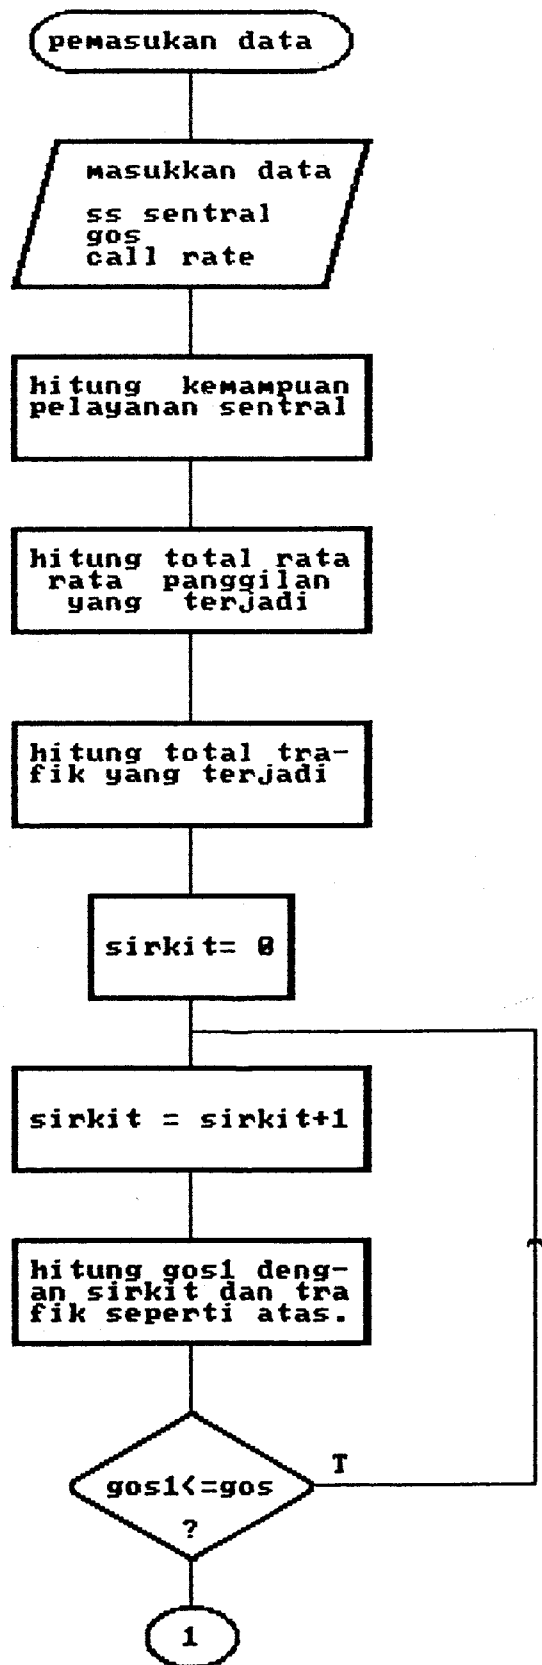 pemasukan data
masukkan data
ss sentral
gos
call rate
hitung kemampuan
pelayanan sentral
hitung total rata
rata panggilan
yang terjadi
hitung total tra-
fik yang terjadi
sirkit= 0
sirkit = sirkit+1
hitung gos1 deng-
an sirkit dan tra
fik seperti atas.
T
gos1<=gos
?
1